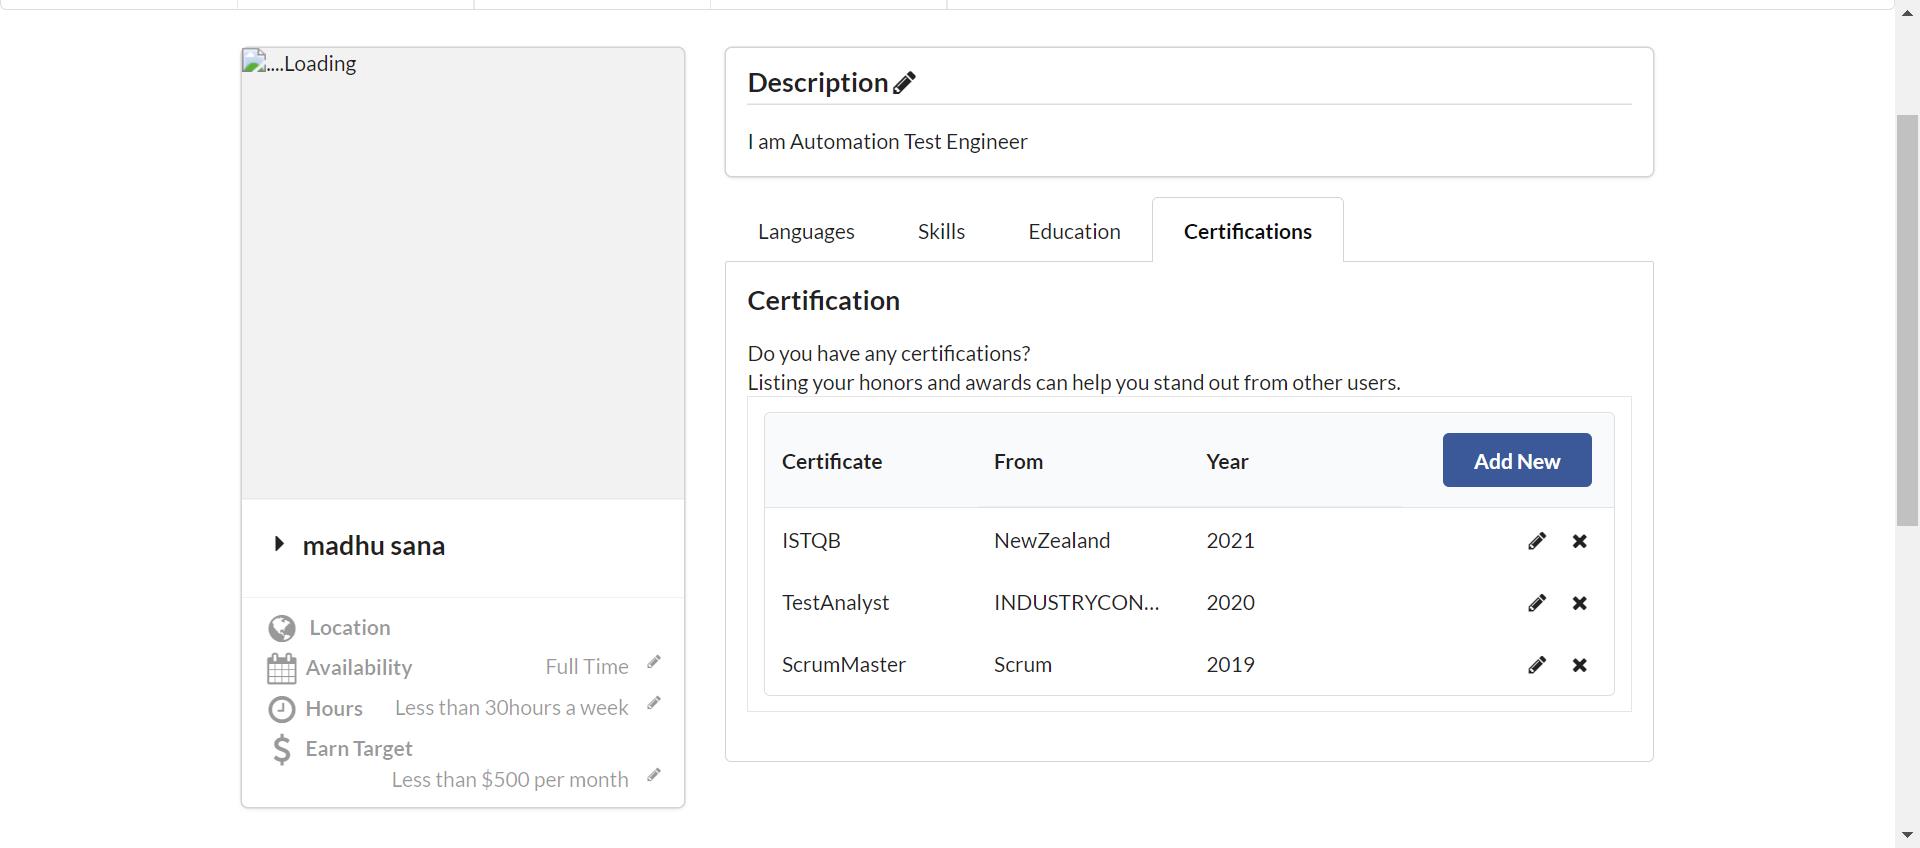 ....Loading
madhu sana
Location
Availability Full Time
Hours Less than 30hours a week
Earn Target
Less than $500 per month
Description
I am Automation Test Engineer
Languages Skills Education Certifications
Certification
Do you have any certifications?
Listing your honors and awards can help you stand out from other users.
Certificate From Year Add New
ISTQB NewZealand 2021
TestAnalyst INDUSTRYCON... 2020
ScrumMaster Scrum 2019